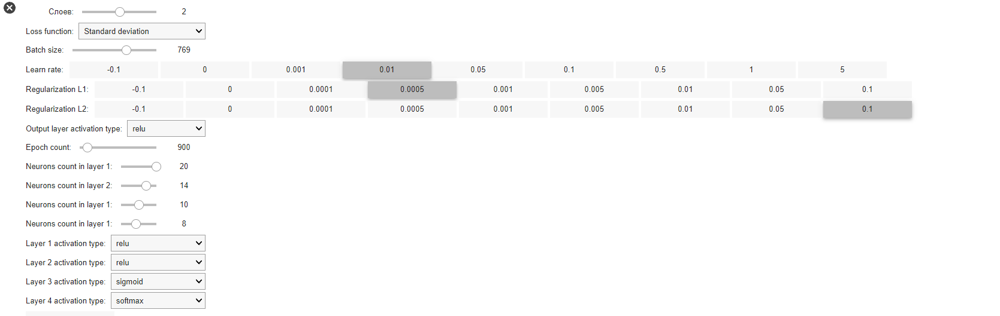 Слоев: 2
Loss function: Standard deviation
Batch size: 769
Learn rate: -0.1 0 0.001 0.01 0.05 0.1 0.5 1 5
Regularization L1: -0.1 0 0.0001 0.0005 0.001 0.005 0.01 0.05 0.1
Regularization L2: -0.1 0 0.0001 0.0005 0.001 0.005 0.01 0.05 0.1
Output layer activation type: relu
Epoch count: 900
Neurons count in layer 1: 20
Neurons count in layer 2: 14
Neurons count in layer 1: 10
Neurons count in layer 1: 8
Layer 1 activation type: relu
Layer 2 activation type: relu
Layer 3 activation type: sigmoid
Layer 4 activation type: softmax